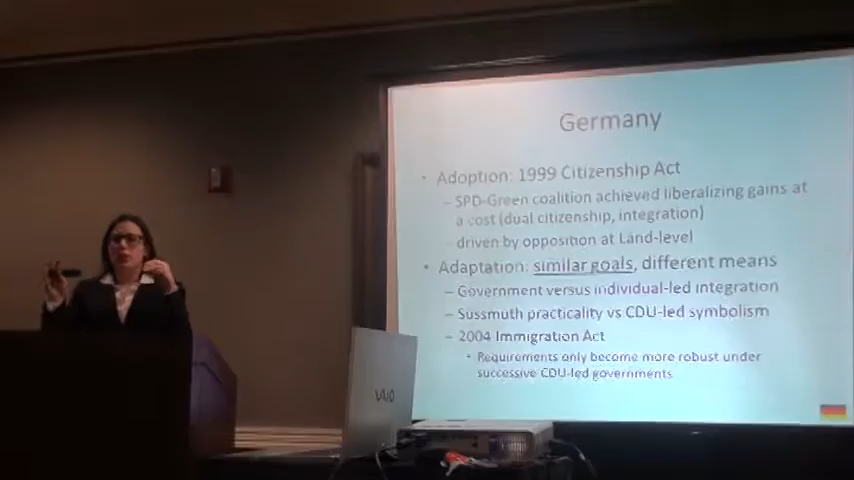 Germany
• Adoption: 1999 Citizenship Act
– SPD-Green coalition achieved liberalizing gains at
a cost (dual citizenship, integration)
– driven by opposition at Land-level
• Adaptation: similar goals, different means
– Government versus individual-led integration
– Sussmuth practicality vs CDU-led symbolism
– 2004 Immigration Act
• Requirements only become more robust under
successive CDU-led governments
VAIO